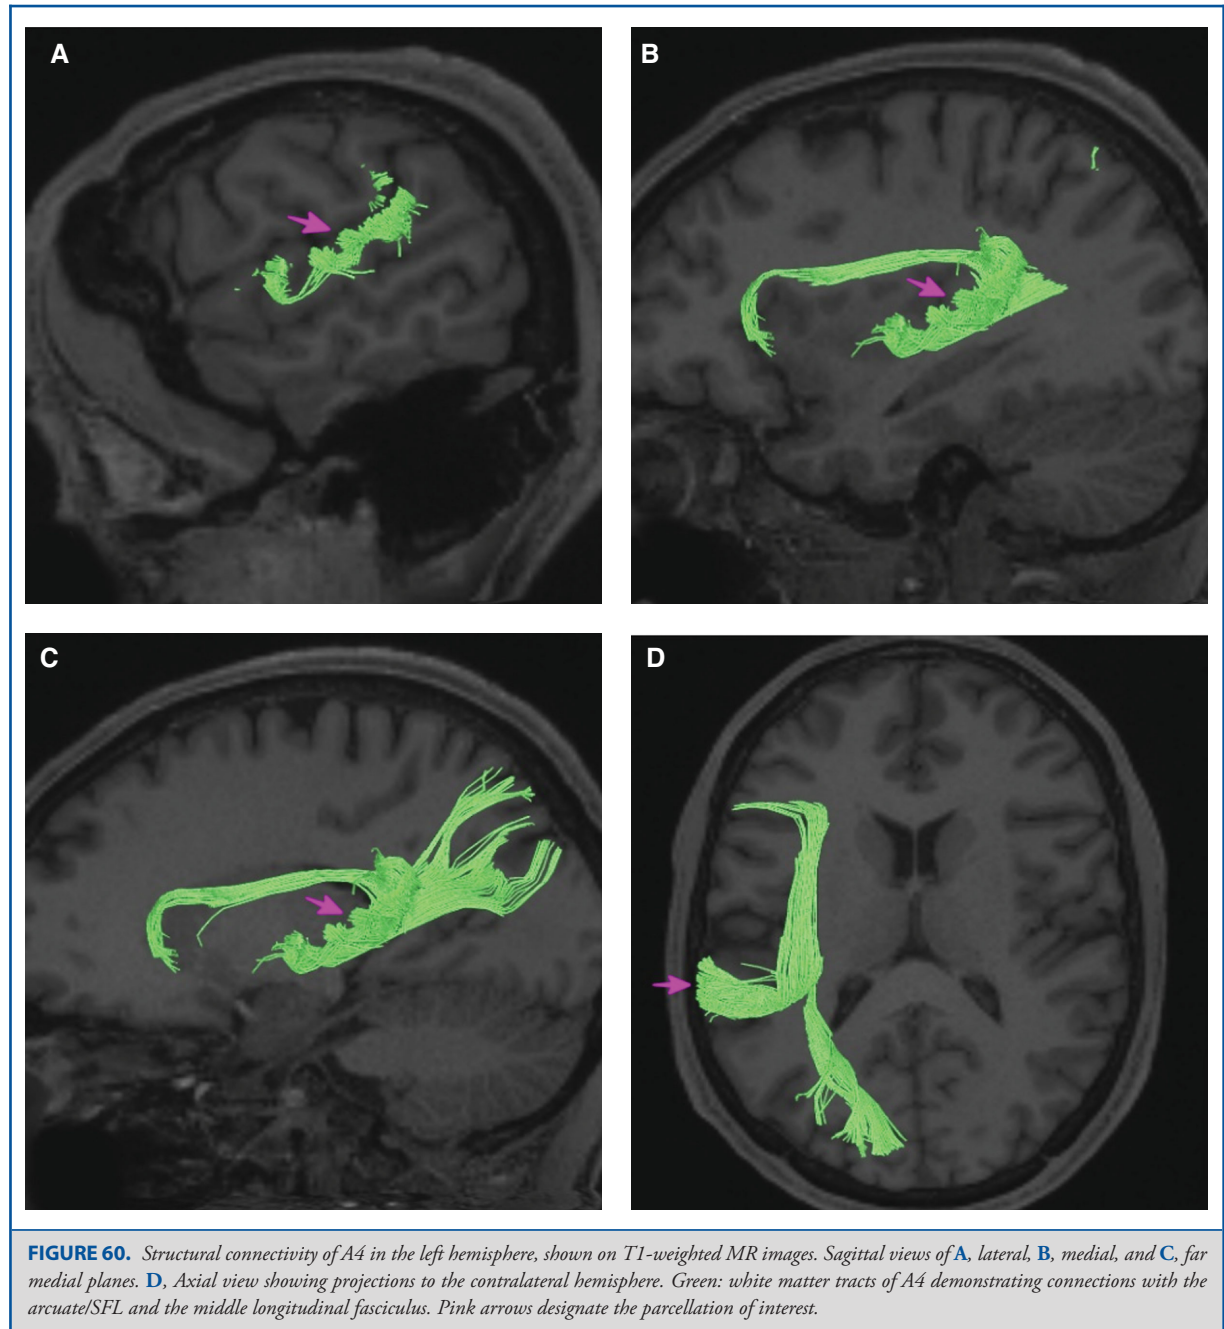 A
B
C
D
FIGURE 60. Structural connectivity of A4 in the left hemisphere, shown on T1-weighted MR images. Sagittal views of A, lateral, B, medial, and C, far
medial planes. D, Axial view showing projections to the contralateral hemisphere. Green: white matter tracts of A4 demonstrating connections with the
arcuate/SFL and the middle longitudinal fasciculus. Pink arrows designate the parcellation of interest.